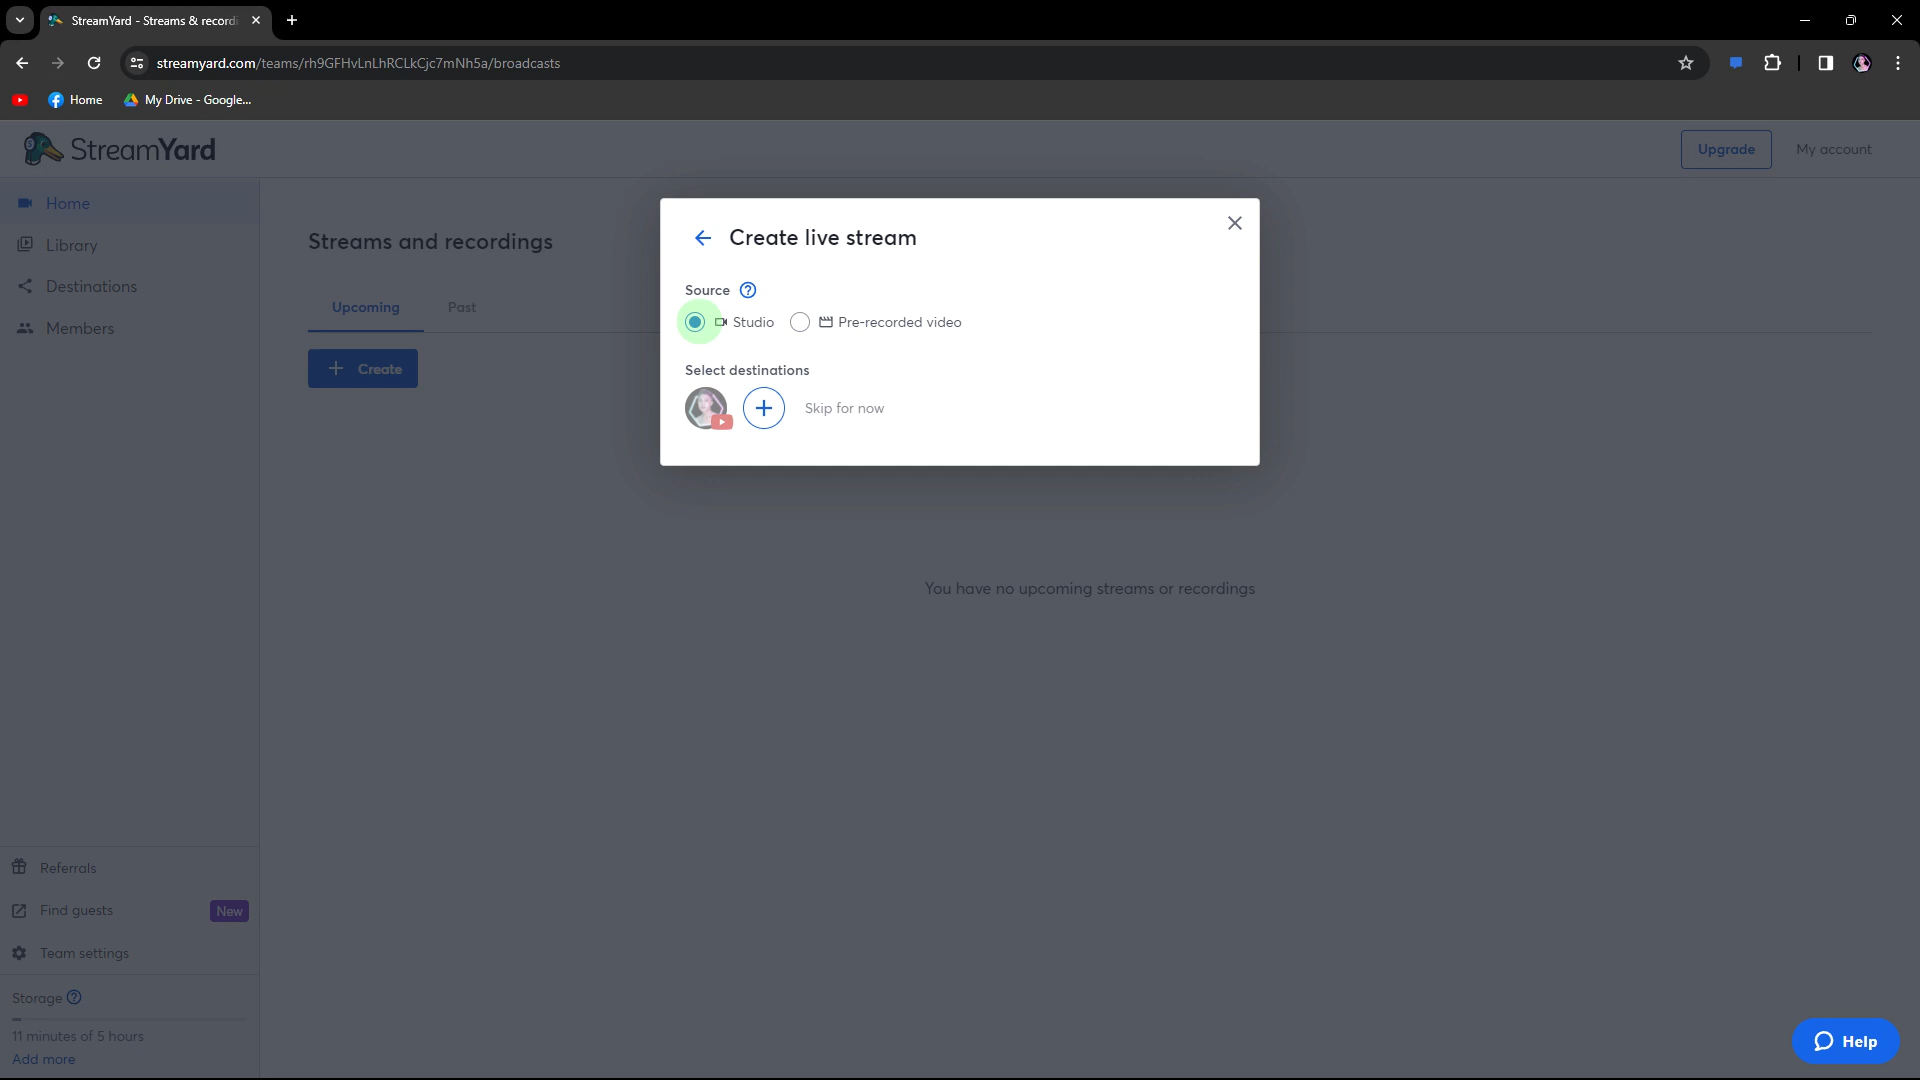 StreamYard - Streams & record
streamyard.com/teams/rh9GFHvLnLhRCLkCjc7mNh5a/broadcasts
Home
My Drive - Google...
StreamYard
Upgrade
My account
Home
Library
Destinations
Members
Streams and recordings
Upcoming
Past
+ Create
Create live stream
Source ?
Studio
Pre-recorded video
Select destinations
+
Skip for now
You have no upcoming streams or recordings
Referrals
Find guests
New
Team settings
Storage ?
11 minutes of 5 hours
Add more
Help